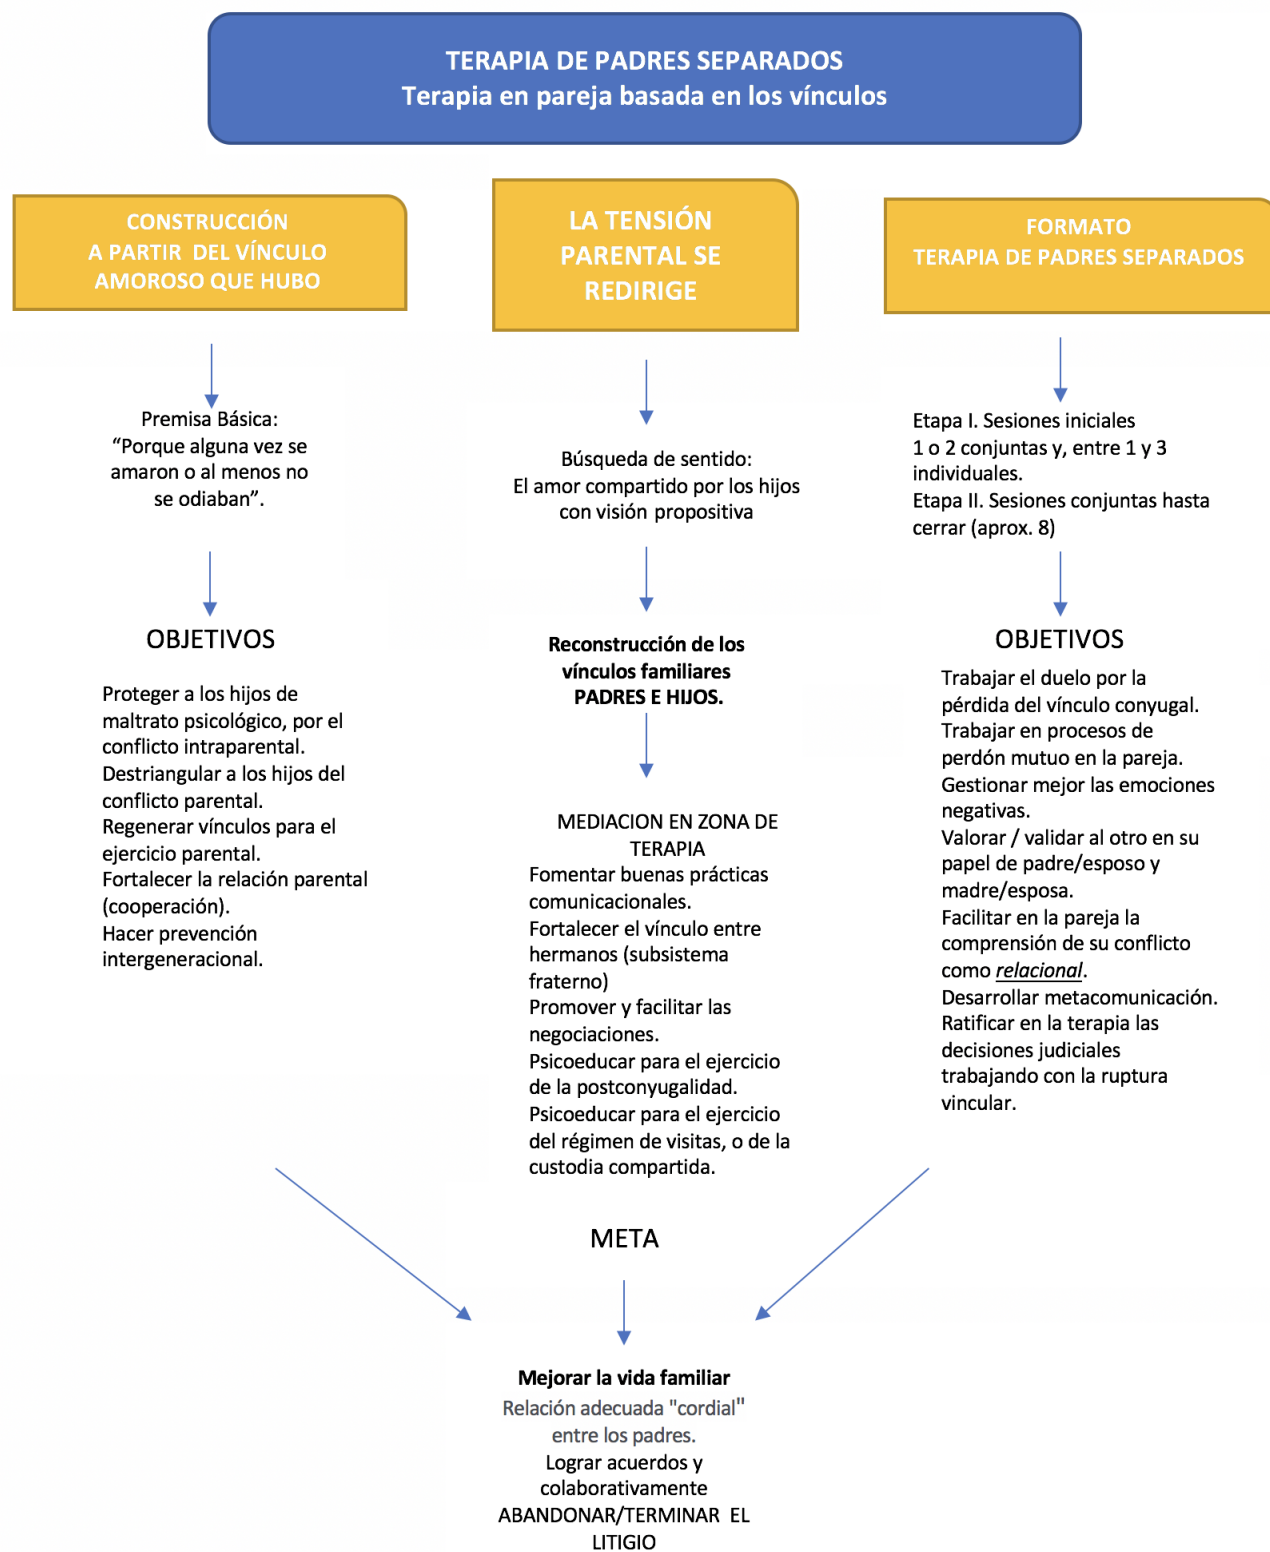 TERAPIA DE PADRES SEPARADOS
Terapia en pareja basada en los vínculos
CONSTRUCCIÓN
A PARTIR DEL VÍNCULO
AMOROSO QUE HUBO
Premisa Básica:
“Porque alguna vez se
amaron o al menos no
se odiaban”.
OBJETIVOS
Proteger a los hijos de
maltrato psicológico, por el
conflicto intraparental.
Destriangular a los hijos del
conflicto parental.
Regenerar vínculos para el
ejercicio parental.
Fortalecer la relación parental
(cooperación).
Hacer prevención
intergeneracional.
LA TENSIÓN
PARENTAL SE
REDIRIGE
Búsqueda de sentido:
El amor compartido por los hijos
con visión propositiva
Reconstrucción de los
vínculos familiares
PADRES E HIJOS.
MEDIACION EN ZONA DE
TERAPIA
Fomentar buenas prácticas
comunicacionales.
Fortalecer el vínculo entre
hermanos (subsistema
fraterno)
Promover y facilitar las
negociaciones.
Psicoeducar para el ejercicio
de la postconyugalidad.
Psicoeducar para el ejercicio
del régimen de visitas, o de la
custodia compartida.
FORMATO
TERAPIA DE PADRES SEPARADOS
Etapa I. Sesiones iniciales
1 o 2 conjuntas y, entre 1 y 3
individuales.
Etapa II. Sesiones conjuntas hasta
cerrar (aprox. 8)
OBJETIVOS
Trabajar el duelo por la
pérdida del vínculo conyugal.
Trabajar en procesos de
perdón mutuo en la pareja.
Gestionar mejor las emociones
negativas.
Valorar / validar al otro en su
papel de padre/esposo y
madre/esposa.
Facilitar en la pareja la
comprensión de su conflicto
como relacional.
Desarrollar metacomunicación.
Ratificar en la terapia las
decisiones judiciales
trabajando con la ruptura
vincular.
META
Mejorar la vida familiar
Relación adecuada "cordial"
entre los padres.
Lograr acuerdos y
colaborativamente
ABANDONAR/TERMINAR EL
LITIGIO